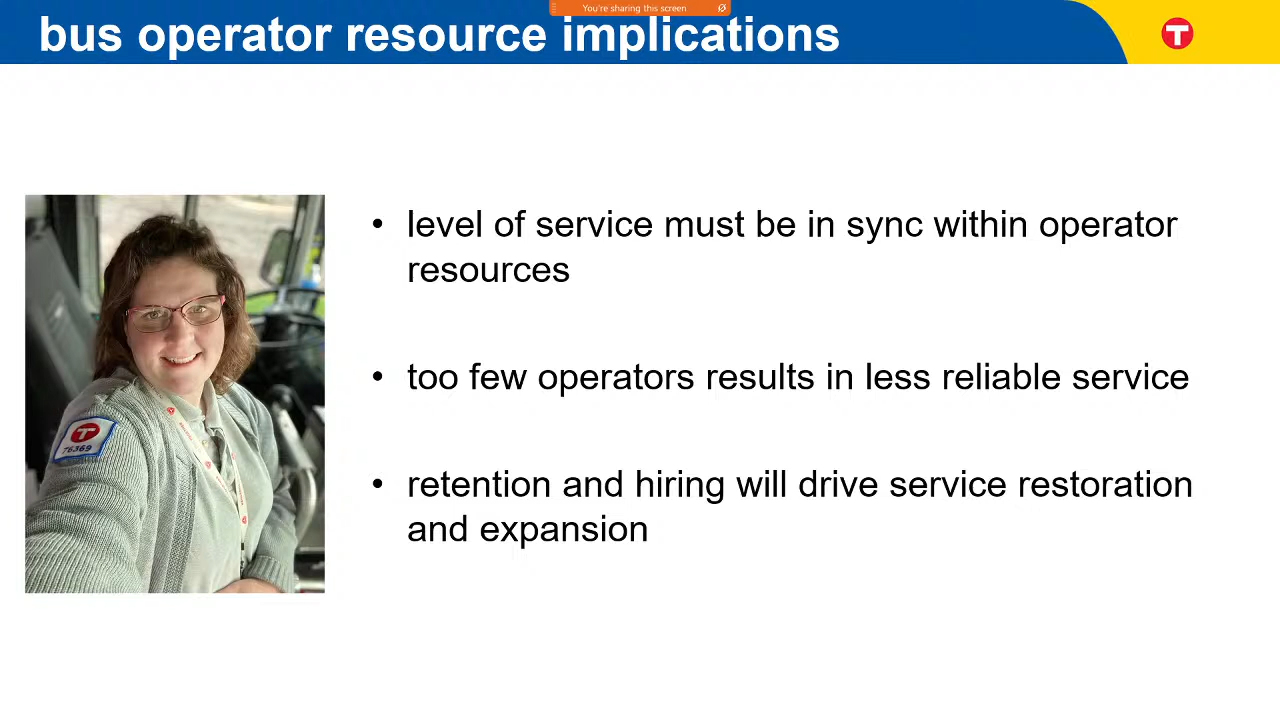 You're sharing this screen
bus operator resource implications
T
• level of service must be in sync within operator
resources
• too few operators results in less reliable service
• retention and hiring will drive service restoration
and expansion
T
76369